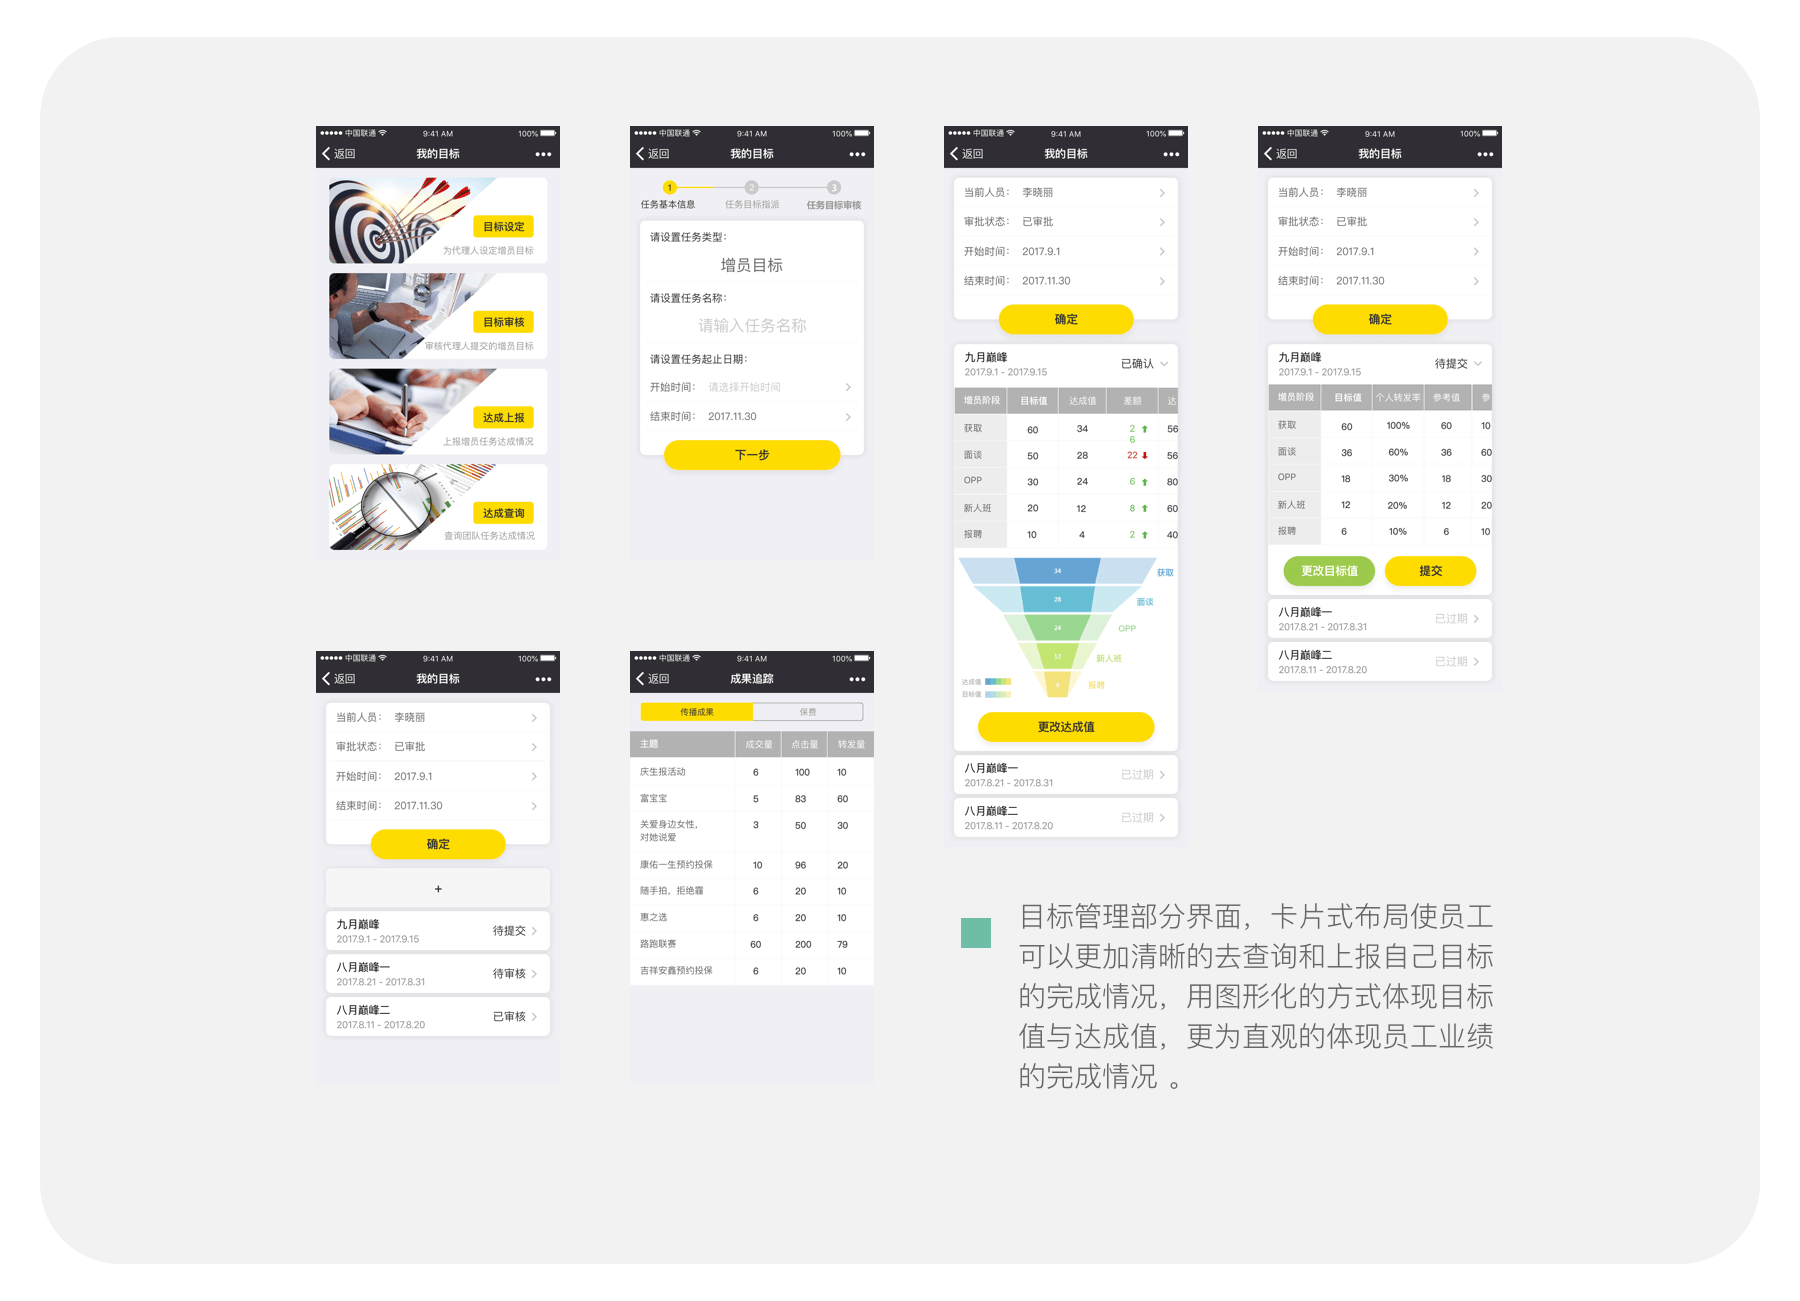 中国联通 9:41 AM 100%
返回 我的目标
目标设定
为代理人设定增员目标
目标审核
审核代理人提交的增员目标
达成上报
上报增员任务达成情况
达成查询
查询团队任务达成情况
中国联通 9:41 AM 100%
返回 我的目标
1 2 3
任务基本信息 任务目标指派 任务目标审核
请设置任务类型：
增员目标
请设置任务名称：
请输入任务名称
请设置任务起止日期：
开始时间： 请选择开始时间
结束时间： 2017.11.30
下一步
中国联通 9:41 AM 100%
返回 我的目标
当前人员： 李晓丽
审批状态： 已审批
开始时间： 2017.9.1
结束时间： 2017.11.30
确定
九月巅峰 已确认
2017.9.1 - 2017.9.15
增员阶段 目标值 达成值 差额 达
获取 60 34 2 56
6
面谈 50 28 22 56
OPP 30 24 6 80
新人班 20 12 8 60
报聘 10 4 2 40
34 获取
28 面谈
24 OPP
12 新人班
4 报聘
达成值
目标值
更改达成值
八月巅峰一 已过期
2017.8.21 - 2017.8.31
八月巅峰二 已过期
2017.8.11 - 2017.8.20
中国联通 9:41 AM 100%
返回 我的目标
当前人员： 李晓丽
审批状态： 已审批
开始时间： 2017.9.1
结束时间： 2017.11.30
确定
九月巅峰 待提交
2017.9.1 - 2017.9.15
增员阶段 目标值 个人转发率 参考值 参
获取 60 100% 60 10
面谈 36 60% 36 60
OPP 18 30% 18 30
新人班 12 20% 12 20
报聘 6 10% 6 10
更改目标值 提交
八月巅峰一 已过期
2017.8.21 - 2017.8.31
八月巅峰二 已过期
2017.8.11 - 2017.8.20
中国联通 9:41 AM 100%
返回 我的目标
当前人员： 李晓丽
审批状态： 已审批
开始时间： 2017.9.1
结束时间： 2017.11.30
确定
+
九月巅峰 待提交
2017.9.1 - 2017.9.15
八月巅峰一 待审核
2017.8.21 - 2017.8.31
八月巅峰二 已审核
2017.8.11 - 2017.8.20
中国联通 9:41 AM 100%
返回 成果追踪
传播成果 保费
主题 成交量 点击量 转发量
庆生报活动 6 100 10
富宝宝 5 83 60
关爱身边女性， 3 50 30
对她说爱
康佑一生预约投保 10 96 20
随手拍，拒绝霾 6 20 10
惠之选 6 20 10
路跑联赛 60 200 79
吉祥安鑫预约投保 6 20 10
目标管理部分界面，卡片式布局使员工
可以更加清晰的去查询和上报自己目标
的完成情况，用图形化的方式体现目标
值与达成值，更为直观的体现员工业绩
的完成情况 。